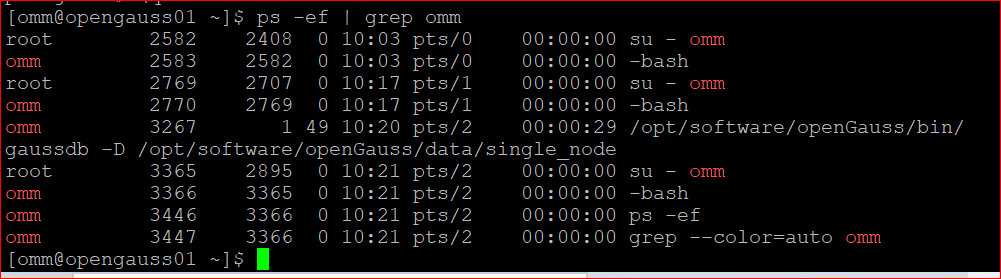 [omm@opengauss01 ~]$ ps -ef | grep omm
root        2582    2408  0 10:03 pts/0    00:00:00 su - omm
omm         2583    2582  0 10:03 pts/0    00:00:00 -bash
root        2769    2707  0 10:17 pts/1    00:00:00 su - omm
omm         2770    2769  0 10:17 pts/1    00:00:00 -bash
omm         3267       1 49 10:20 pts/2    00:00:29 /opt/software/openGauss/bin/
gaussdb -D /opt/software/openGauss/data/single_node
root        3365    2895  0 10:21 pts/2    00:00:00 su - omm
omm         3366    3365  0 10:21 pts/2    00:00:00 -bash
omm         3446    3366  0 10:21 pts/2    00:00:00 ps -ef
omm         3447    3366  0 10:21 pts/2    00:00:00 grep --color=auto omm
[omm@opengauss01 ~]$